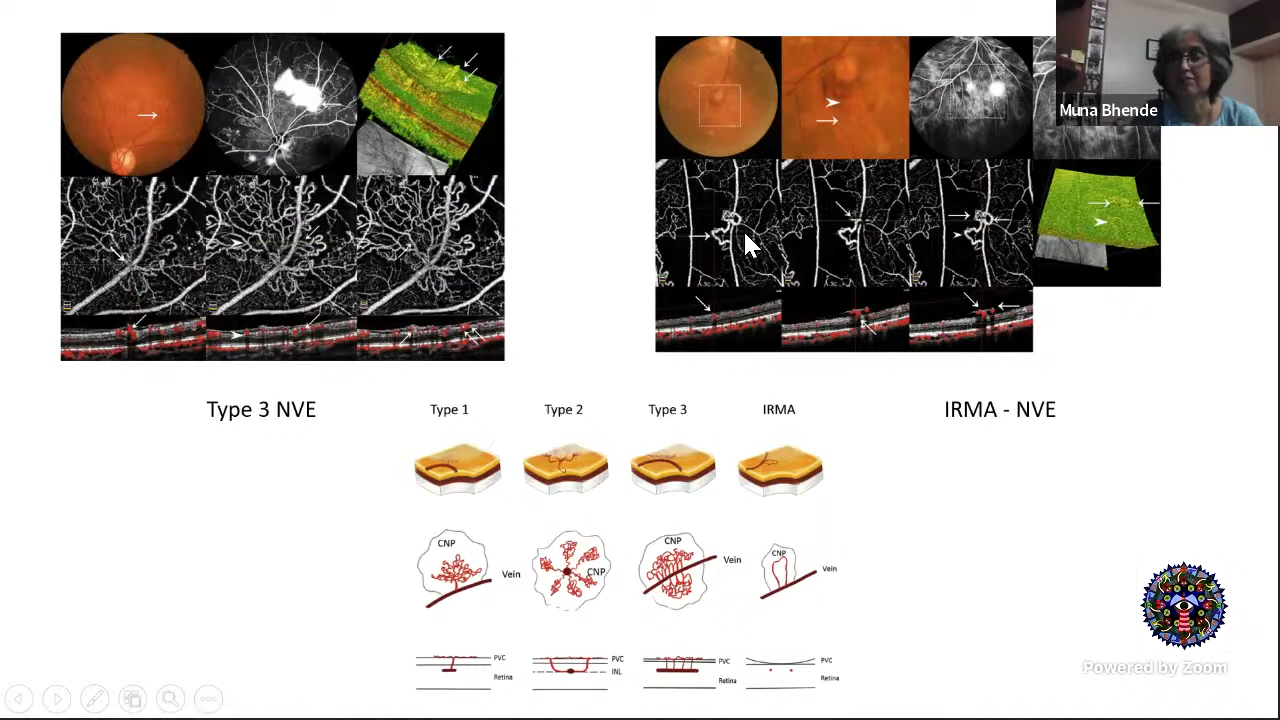 Muna Bhende
Type 3 NVE
IRMA - NVE
Type 1
Type 2
Type 3
IRMA
CNP
Vein
CNP
CNP
Vein
CNP
Vein
PVC
Retina
PVC
INL
PVC
Retina
PVC
Retina
Powered by Zoom